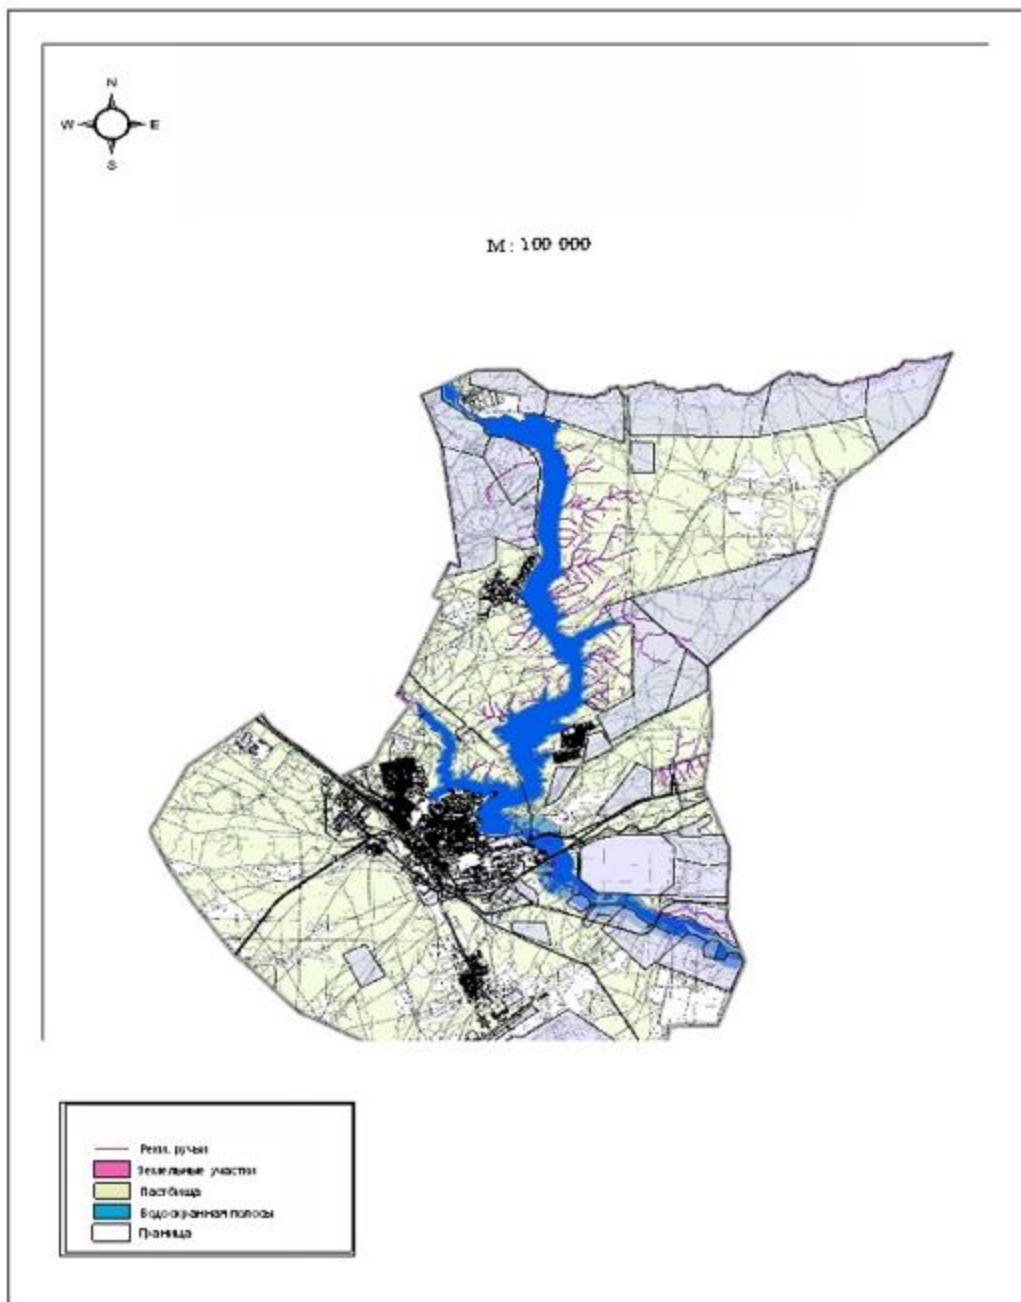 N
W E
S
М : 100 000
Реки, ручьи
Земельные участки
Пастбища
Водоохранная полосы
Граница